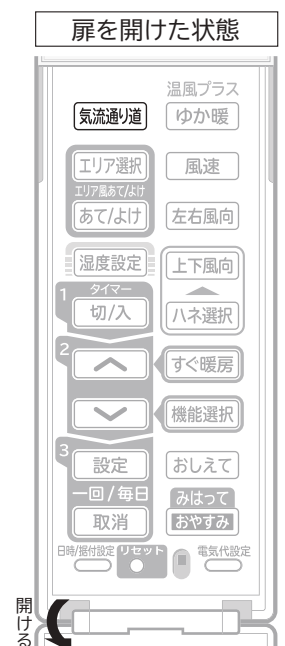 扉を開けた状態
温風プラス
気流通り道 ゆか暖
エリア選択 風速
エリア風あて/よけ
あて/よけ 左右風向
湿度設定 上下風向
1 タイマー
切/入 ハネ選択
2
すぐ暖房
機能選択
3
設定 おしえて
一回/毎日 みはって
取消 おやすみ
日時/据付設定 リセット 電気代設定
開ける